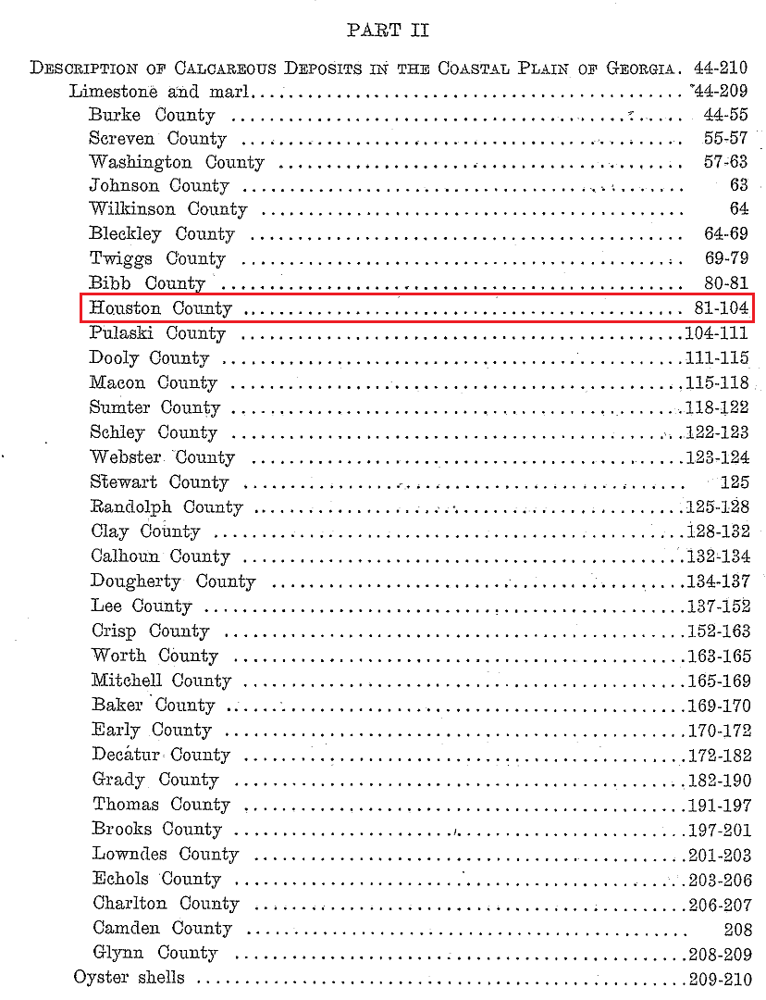 PART II
DESCRIPTION OF CALCAREOUS DEPOSITS IN THE COASTAL PLAIN OF GEORGIA. 44-210
Limestone and marl........................................... 44-209
Burke County ............................................... 44-55
Screven County .............................................. 55-57
Washington County .......................................... 57-63
Johnson County .............................................. 63
Wilkinson County ............................................ 64
Bleckley County ............................................. 64-69
Twiggs County .............................................. 69-79
Bibb County ................................................ 80-81
Houston County ............................................. 81-104
Pulaski County ..............................................104-111
Dooly County ................................................111-115
Macon County ...............................................115-118
Sumter County ...............................................118-122
Schley County ...............................................122-123
Webster County .............................................123-124
Stewart County .............................................. 125
Randolph County .............................................125-128
Clay County .................................................128-132
Calhoun County ..............................................132-134
Dougherty County ............................................134-137
Lee County ..................................................137-152
Crisp County ................................................152-163
Worth County ................................................163-165
Mitchell County ..............................................165-169
Baker County ................................................169-170
Early County ................................................170-172
Decatur County ..............................................172-182
Grady County ................................................182-190
Thomas County ...............................................191-197
Brooks County ...............................................197-201
Lowndes County ..............................................201-203
Echols County ...............................................203-206
Charlton County ..............................................206-207
Camden County .............................................. 208
Glynn County ................................................208-209
Oyster shells ..................................................209-210